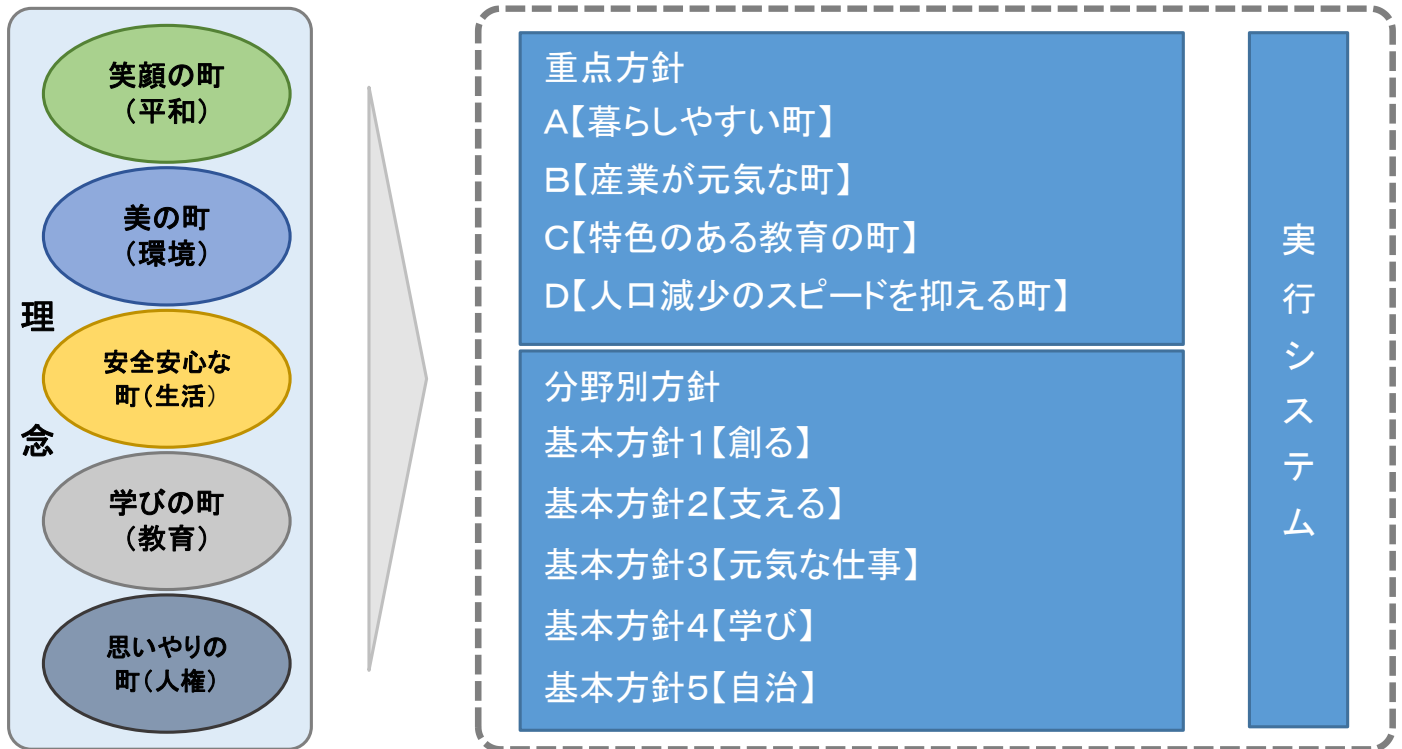 理
念
笑顔の町
(平和)
美の町
(環境)
安全安心な
町(生活)
学びの町
(教育)
思いやりの
町(人権)
重点方針
A【暮らしやすい町】
B【産業が元気な町】
C【特色のある教育の町】
D【人口減少のスピードを抑える町】
分野別方針
基本方針1【創る】
基本方針2【支える】
基本方針3【元気な仕事】
基本方針4【学び】
基本方針5【自治】
実
行
シ
ス
テ
ム